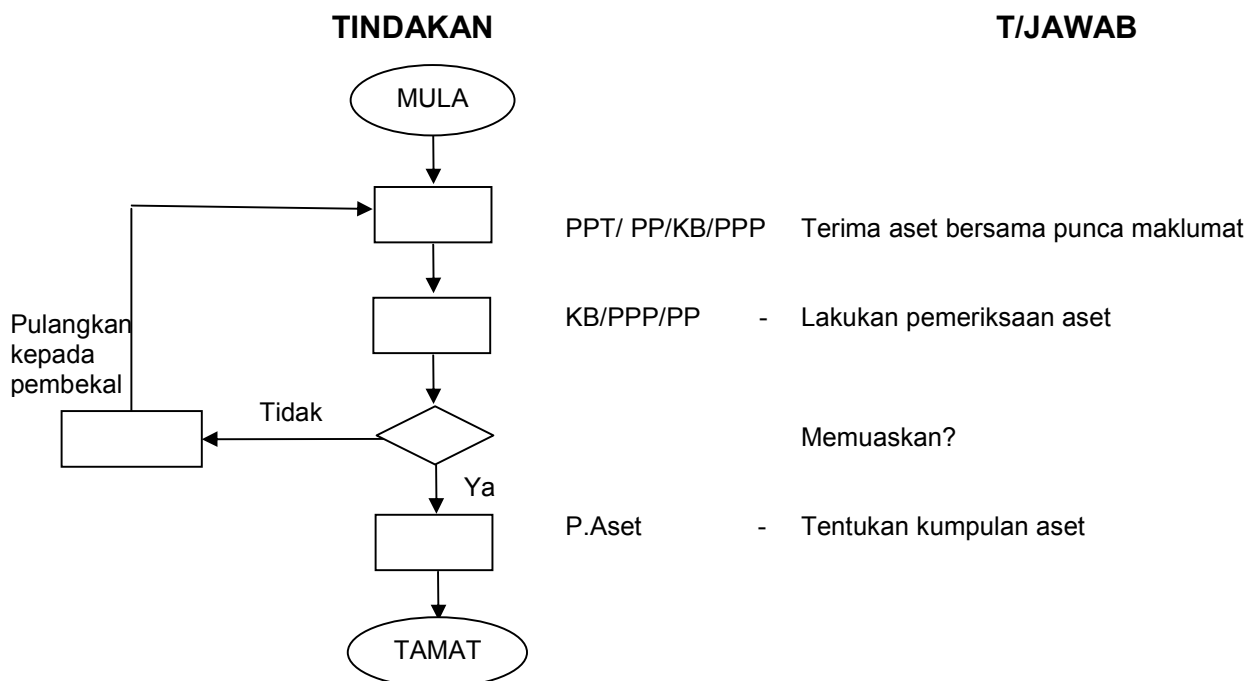 TINDAKAN T/JAWAB
MULA
PPT/ PP/KB/PPP Terima aset bersama punca maklumat
KB/PPP/PP - Lakukan pemeriksaan aset
Pulangkan
kepada
pembekal
Tidak
Memuaskan?
Ya
P.Aset - Tentukan kumpulan aset
TAMAT